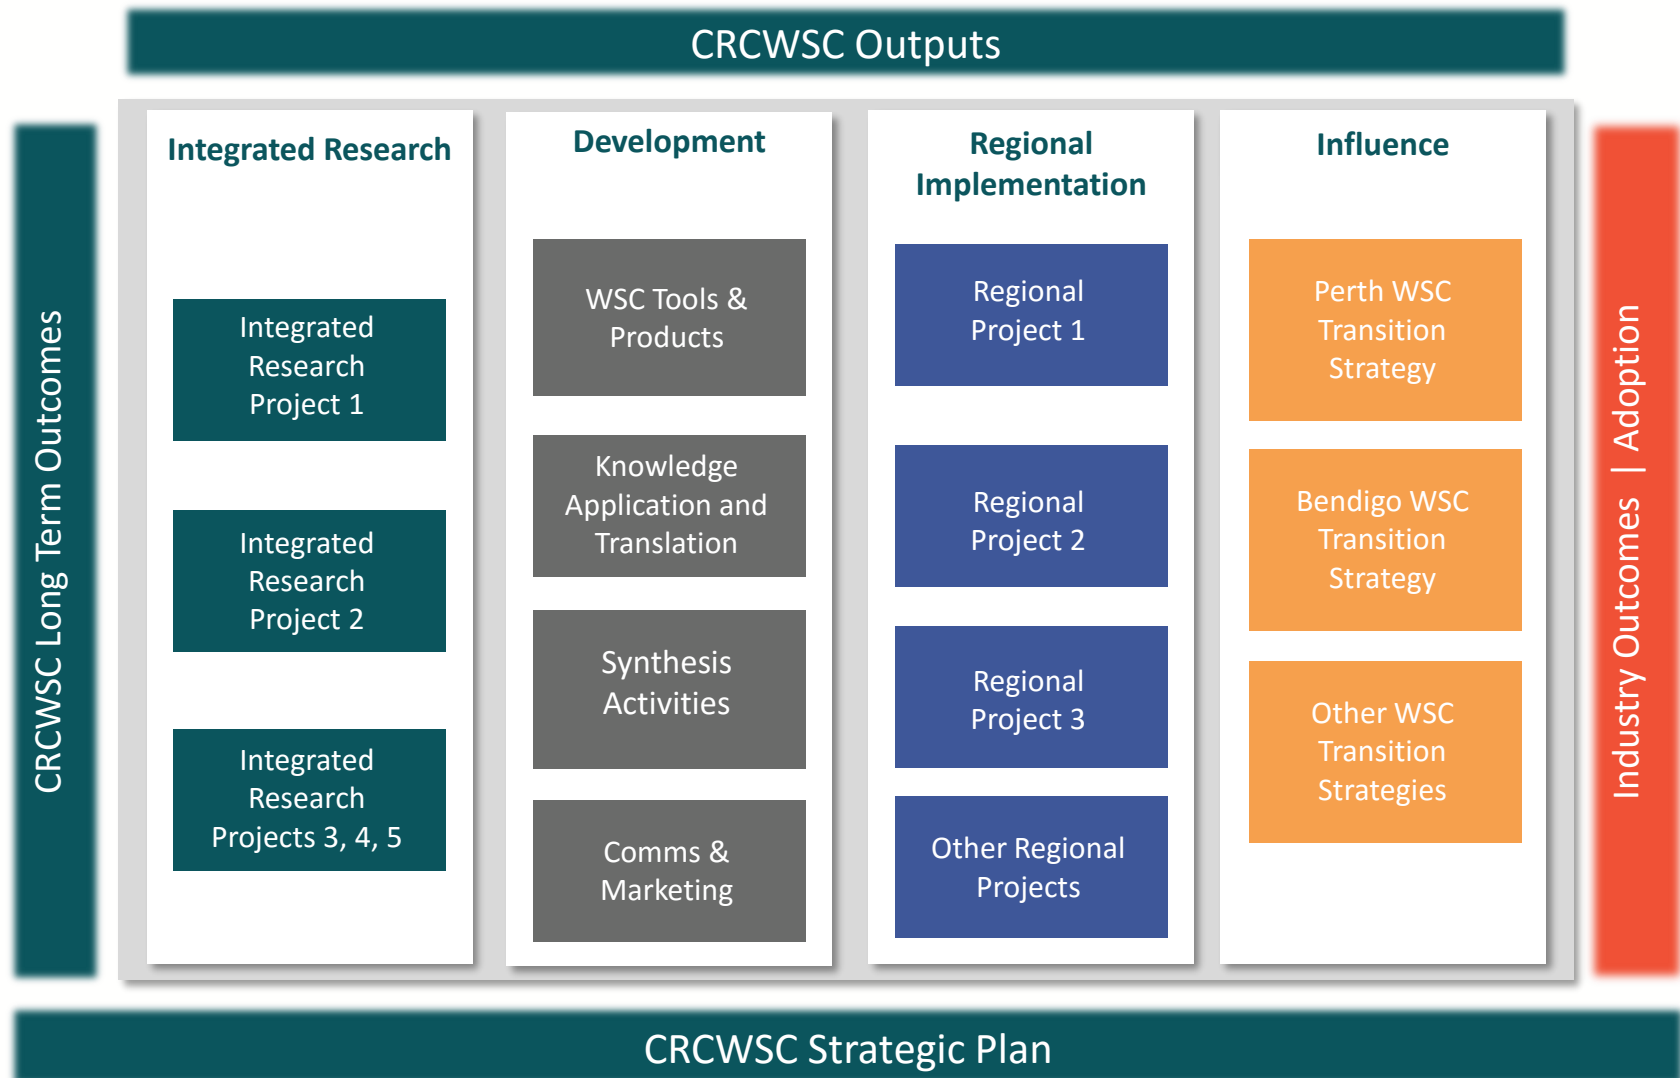 CRCWSC Outputs
CRCWSC Long Term Outcomes
Integrated Research
Integrated
Research
Project 1
Integrated
Research
Project 2
Integrated
Research
Projects 3, 4, 5
Development
WSC Tools &
Products
Knowledge
Application and
Translation
Synthesis
Activities
Comms &
Marketing
Regional
Implementation
Regional
Project 1
Regional
Project 2
Regional
Project 3
Other Regional
Projects
Influence
Perth WSC
Transition
Strategy
Bendigo WSC
Transition
Strategy
Other WSC
Transition
Strategies
Industry Outcomes | Adoption
CRCWSC Strategic Plan